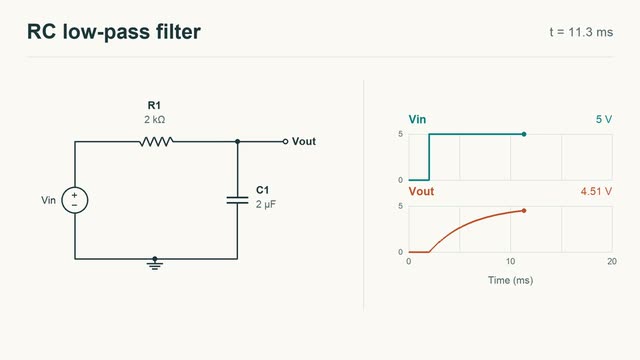 RC low-pass filter
t = 11.3 ms
R1
2 kΩ
Vout
Vin
+
−
C1
2 µF
Vin
5 V
5
0
Vout
4.51 V
5
0
0
10
20
Time (ms)